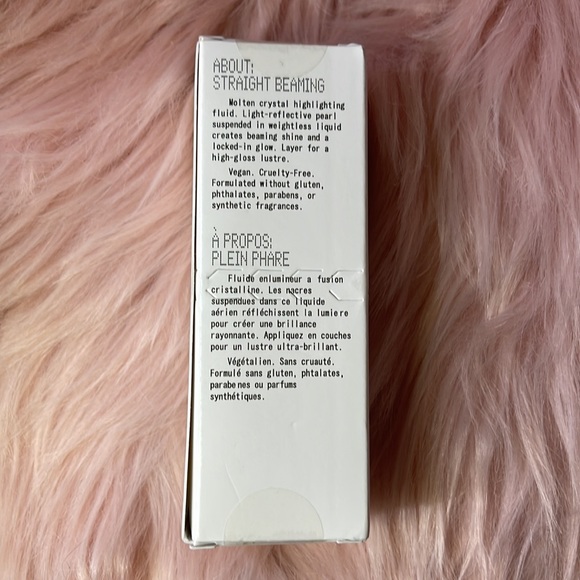 ABOUT:
STRAIGHT BEAMING
Molten crystal highlighting
fluid. Light-reflective pearl
suspended in weightless liquid
creates beaming shine and a
locked-in glow. Layer for a
high-gloss lustre.
Vegan. Cruelty-Free.
Formulated without gluten,
phthalates, parabens, or
synthetic fragrances.
À PROPOS:
PLEIN PHARE
Fluide enlumineur a fusion
cristalline. Les nacres
suspendues dans ce liquide
aérien réfléchissent la lumiere
pour créer une brillance
rayonnante. Appliquez en couches
pour un lustre ultra-brillant.
Végétalien. Sans cruauté.
Formulé sans gluten, phtalates,
parabenes ou parfums
synthétiques.